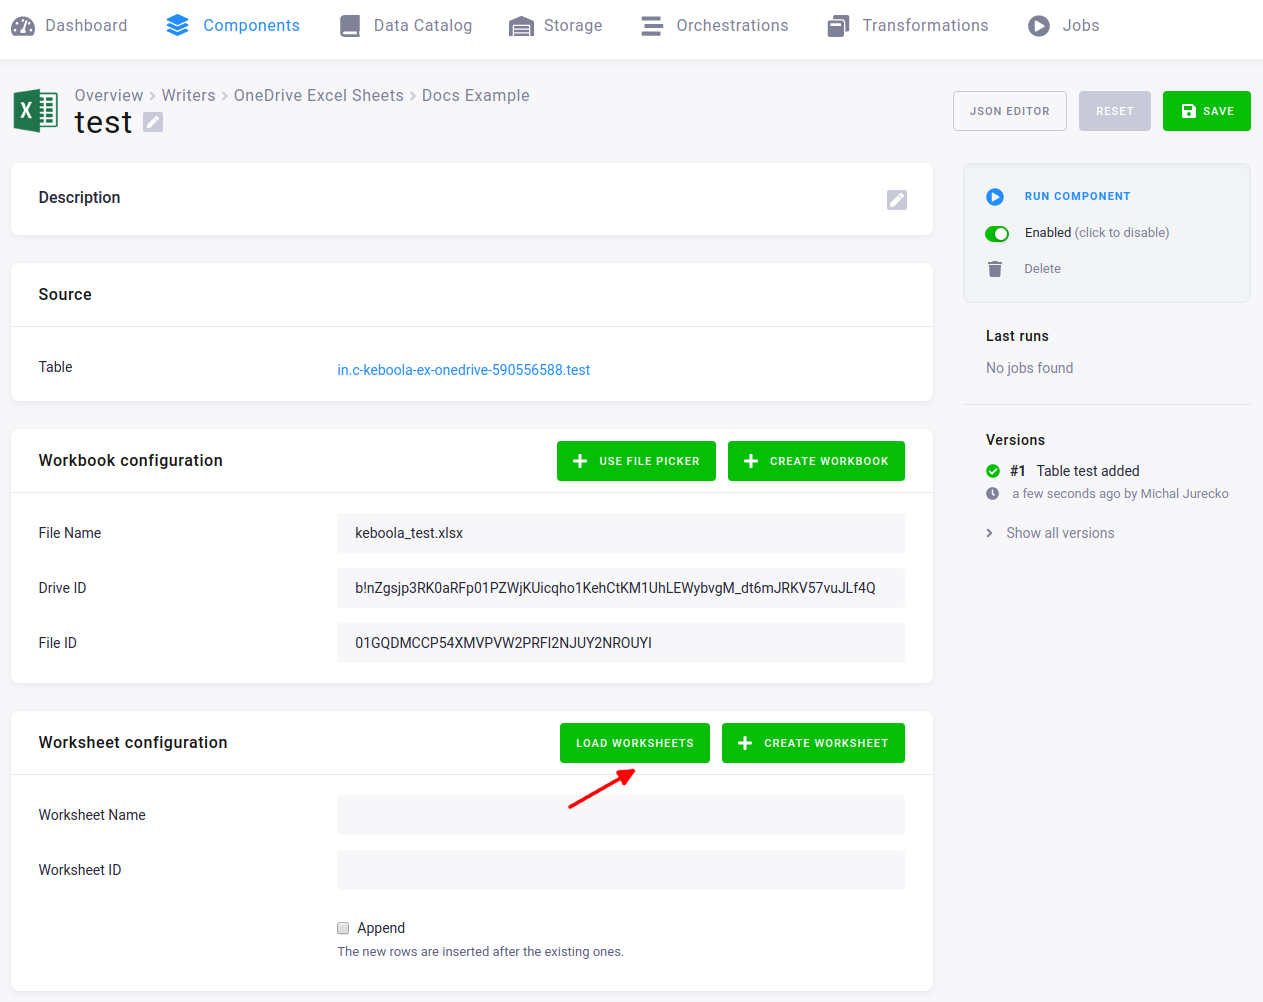 Dashboard Components Data Catalog Storage Orchestrations Transformations Jobs
Overview > Writers > OneDrive Excel Sheets > Docs Example
X
test
JSON EDITOR RESET SAVE
Description
RUN COMPONENT
Enabled (click to disable)
Delete
Source
Table in.c-keboola-ex-onedrive-590556588.test
Last runs
No jobs found
Workbook configuration USE FILE PICKER CREATE WORKBOOK
File Name keboola_test.xlsx
Drive ID b!nZgsjp3RK0aRFp01PZWjKUicqho1KehCtKM1UhLEWybvgM_dt6mJRKV57vuJLf4Q
File ID 01GQDMCCP54XMVPVW2PRFI2NJUY2NROUYI
Versions
#1 Table test added
a few seconds ago by Michal Jurecko
Show all versions
Worksheet configuration LOAD WORKSHEETS CREATE WORKSHEET
Worksheet Name
Worksheet ID
Append
The new rows are inserted after the existing ones.